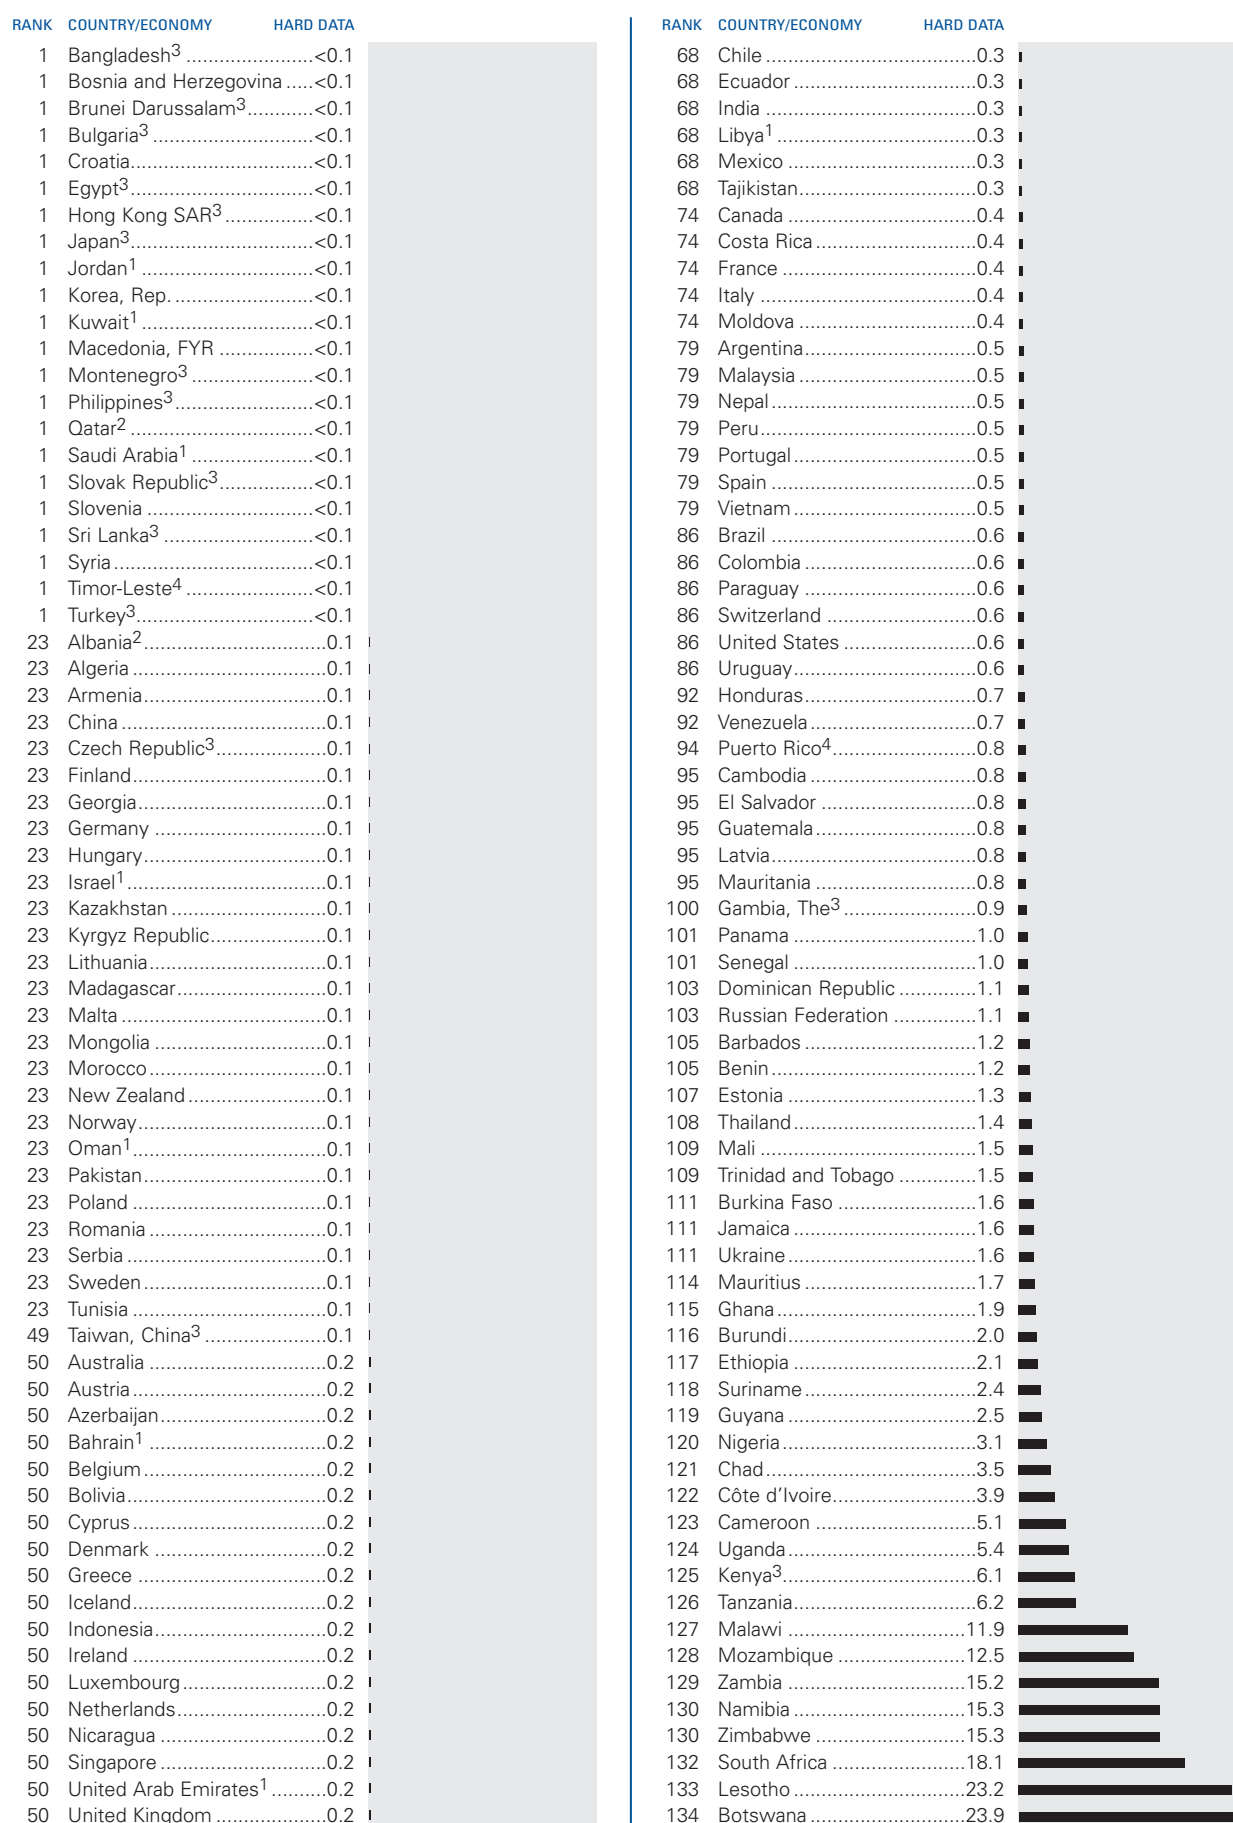 RANK COUNTRY/ECONOMY HARD DATA
1 Bangladesh3 ........................<0.1
1 Bosnia and Herzegovina .....<0.1
1 Brunei Darussalam3............<0.1
1 Bulgaria3 .............................<0.1
1 Croatia.................................<0.1
1 Egypt3.................................<0.1
1 Hong Kong SAR3 ................<0.1
1 Japan3.................................<0.1
1 Jordan1 ...............................<0.1
1 Korea, Rep. .........................<0.1
1 Kuwait1 ...............................<0.1
1 Macedonia, FYR .................<0.1
1 Montenegro3 ......................<0.1
1 Philippines3.........................<0.1
1 Qatar2 .................................<0.1
1 Saudi Arabia1 ......................<0.1
1 Slovak Republic3.................<0.1
1 Slovenia ..............................<0.1
1 Sri Lanka3 ...........................<0.1
1 Syria....................................<0.1
1 Timor-Leste4 .......................<0.1
1 Turkey3................................<0.1
23 Albania2.................................0.1
23 Algeria...................................0.1
23 Armenia.................................0.1
23 China.....................................0.1
23 Czech Republic3....................0.1
23 Finland...................................0.1
23 Georgia..................................0.1
23 Germany ...............................0.1
23 Hungary.................................0.1
23 Israel1....................................0.1
23 Kazakhstan ............................0.1
23 Kyrgyz Republic.....................0.1
23 Lithuania................................0.1
23 Madagascar...........................0.1
23 Malta.....................................0.1
23 Mongolia ...............................0.1
23 Morocco................................0.1
23 New Zealand.........................0.1
23 Norway..................................0.1
23 Oman1...................................0.1
23 Pakistan.................................0.1
23 Poland ...................................0.1
23 Romania ................................0.1
23 Serbia ....................................0.1
23 Sweden.................................0.1
23 Tunisia ...................................0.1
49 Taiwan, China3 ......................0.1
50 Australia ................................0.2
50 Austria...................................0.2
50 Azerbaijan..............................0.2
50 Bahrain1 ................................0.2
50 Belgium.................................0.2
50 Bolivia....................................0.2
50 Cyprus...................................0.2
50 Denmark ...............................0.2
50 Greece ..................................0.2
50 Iceland...................................0.2
50 Indonesia...............................0.2
50 Ireland ...................................0.2
50 Luxembourg..........................0.2
50 Netherlands...........................0.2
50 Nicaragua ..............................0.2
50 Singapore ..............................0.2
50 United Arab Emirates1 ..........0.2
50 United Kingdom ....................0.2
RANK COUNTRY/ECONOMY HARD DATA
68 Chile ......................................0.3
68 Ecuador.................................0.3
68 India ......................................0.3
68 Libya1 ....................................0.3
68 Mexico ..................................0.3
68 Tajikistan................................0.3
74 Canada ..................................0.4
74 Costa Rica.............................0.4
74 France ...................................0.4
74 Italy .......................................0.4
74 Moldova ................................0.4
79 Argentina...............................0.5
79 Malaysia ................................0.5
79 Nepal.....................................0.5
79 Peru.......................................0.5
79 Portugal.................................0.5
79 Spain .....................................0.5
79 Vietnam.................................0.5
86 Brazil .....................................0.6
86 Colombia...............................0.6
86 Paraguay ...............................0.6
86 Switzerland ...........................0.6
86 United States ........................0.6
86 Uruguay.................................0.6
92 Honduras...............................0.7
92 Venezuela..............................0.7
94 Puerto Rico4..........................0.8
95 Cambodia ..............................0.8
95 El Salvador ............................0.8
95 Guatemala.............................0.8
95 Latvia.....................................0.8
95 Mauritania .............................0.8
100 Gambia, The3 ........................0.9
101 Panama .................................1.0
101 Senegal .................................1.0
103 Dominican Republic ..............1.1
103 Russian Federation ...............1.1
105 Barbados ...............................1.2
105 Benin.....................................1.2
107 Estonia ..................................1.3
108 Thailand.................................1.4
109 Mali .......................................1.5
109 Trinidad and Tobago ..............1.5
111 Burkina Faso .........................1.6
111 Jamaica .................................1.6
111 Ukraine..................................1.6
114 Mauritius ...............................1.7
115 Ghana....................................1.9
116 Burundi..................................2.0
117 Ethiopia .................................2.1
118 Suriname...............................2.4
119 Guyana ..................................2.5
120 Nigeria...................................3.1
121 Chad......................................3.5
122 Côte d’Ivoire..........................3.9
123 Cameroon .............................5.1
124 Uganda..................................5.4
125 Kenya3...................................6.1
126 Tanzania.................................6.2
127 Malawi .................................11.9
128 Mozambique .......................12.5
129 Zambia ................................15.2
130 Namibia...............................15.3
130 Zimbabwe ...........................15.3
132 South Africa ........................18.1
133 Lesotho ...............................23.2
134 Botswana ............................23.9